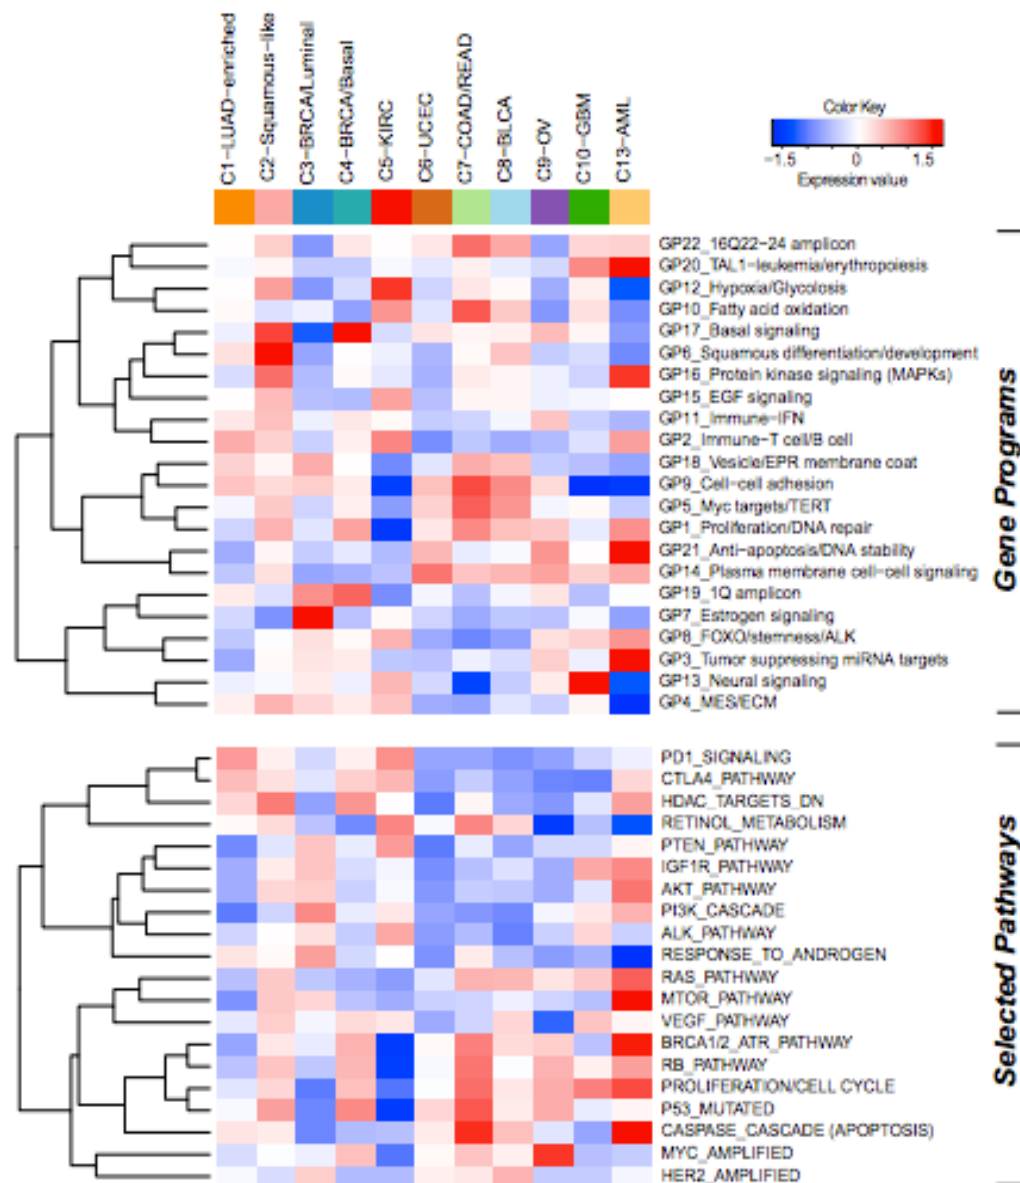 C1-LUAD-enriched
C2-Squamous-like
C3-BRCA/Luminal
C4-BRCA/Basal
C5-KIRC
C6-UCEC
C7-COAD/READ
C8-BLCA
C9-OV
C10-GBM
C13-AML
Color Key
-1.5 0 1.5
Expression value
GP22_16Q22-24 amplicon
GP20_TAL1-leukemia/erythropoiesis
GP12_Hypoxia/Glycolosis
GP10_Fatty acid oxidation
GP17_Basal signaling
GP6_Squamous differentiation/development
GP16_Protein kinase signaling (MAPKs)
GP15_EGF signaling
GP11_Immune-IFN
GP2_Immune-T cell/B cell
GP18_Vesicle/EPR membrane coat
GP9_Cell-cell adhesion
GP5_Myc targets/TERT
GP1_Proliferation/DNA repair
GP21_Anti-apoptosis/DNA stability
GP14_Plasma membrane cell-cell signaling
GP19_1Q amplicon
GP7_Estrogen signaling
GP8_FOXO/stemness/ALK
GP3_Tumor suppressing miRNA targets
GP13_Neural signaling
GP4_MES/ECM
Gene Programs
PD1_SIGNALING
CTLA4_PATHWAY
HDAC_TARGETS_DN
RETINOL_METABOLISM
PTEN_PATHWAY
IGF1R_PATHWAY
AKT_PATHWAY
PI3K_CASCADE
ALK_PATHWAY
RESPONSE_TO_ANDROGEN
RAS_PATHWAY
MTOR_PATHWAY
VEGF_PATHWAY
BRCA1/2_ATR_PATHWAY
RB_PATHWAY
PROLIFERATION/CELL CYCLE
P53_MUTATED
CASPASE_CASCADE (APOPTOSIS)
MYC_AMPLIFIED
HER2_AMPLIFIED
Selected Pathways